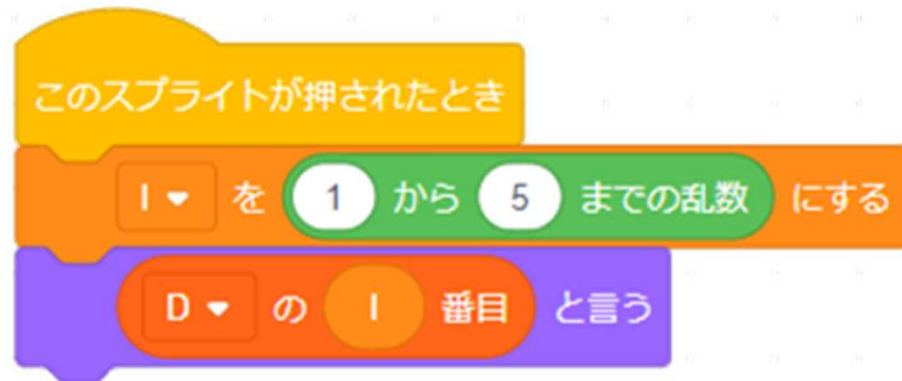 このスプライトが押されたとき
I を 1 から 5 までの乱数 にする
D の I 番目 と言う